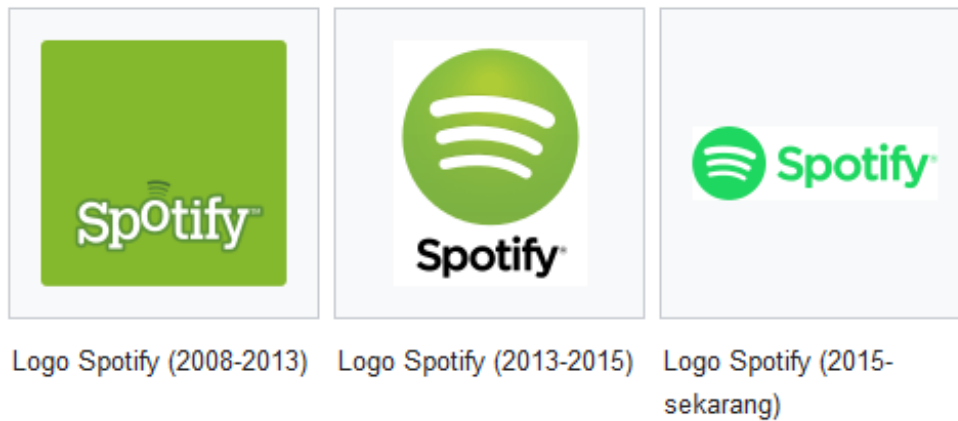 Spotify™
Spotify®
Spotify®
Logo Spotify (2008-2013)
Logo Spotify (2013-2015)
Logo Spotify (2015-
sekarang)